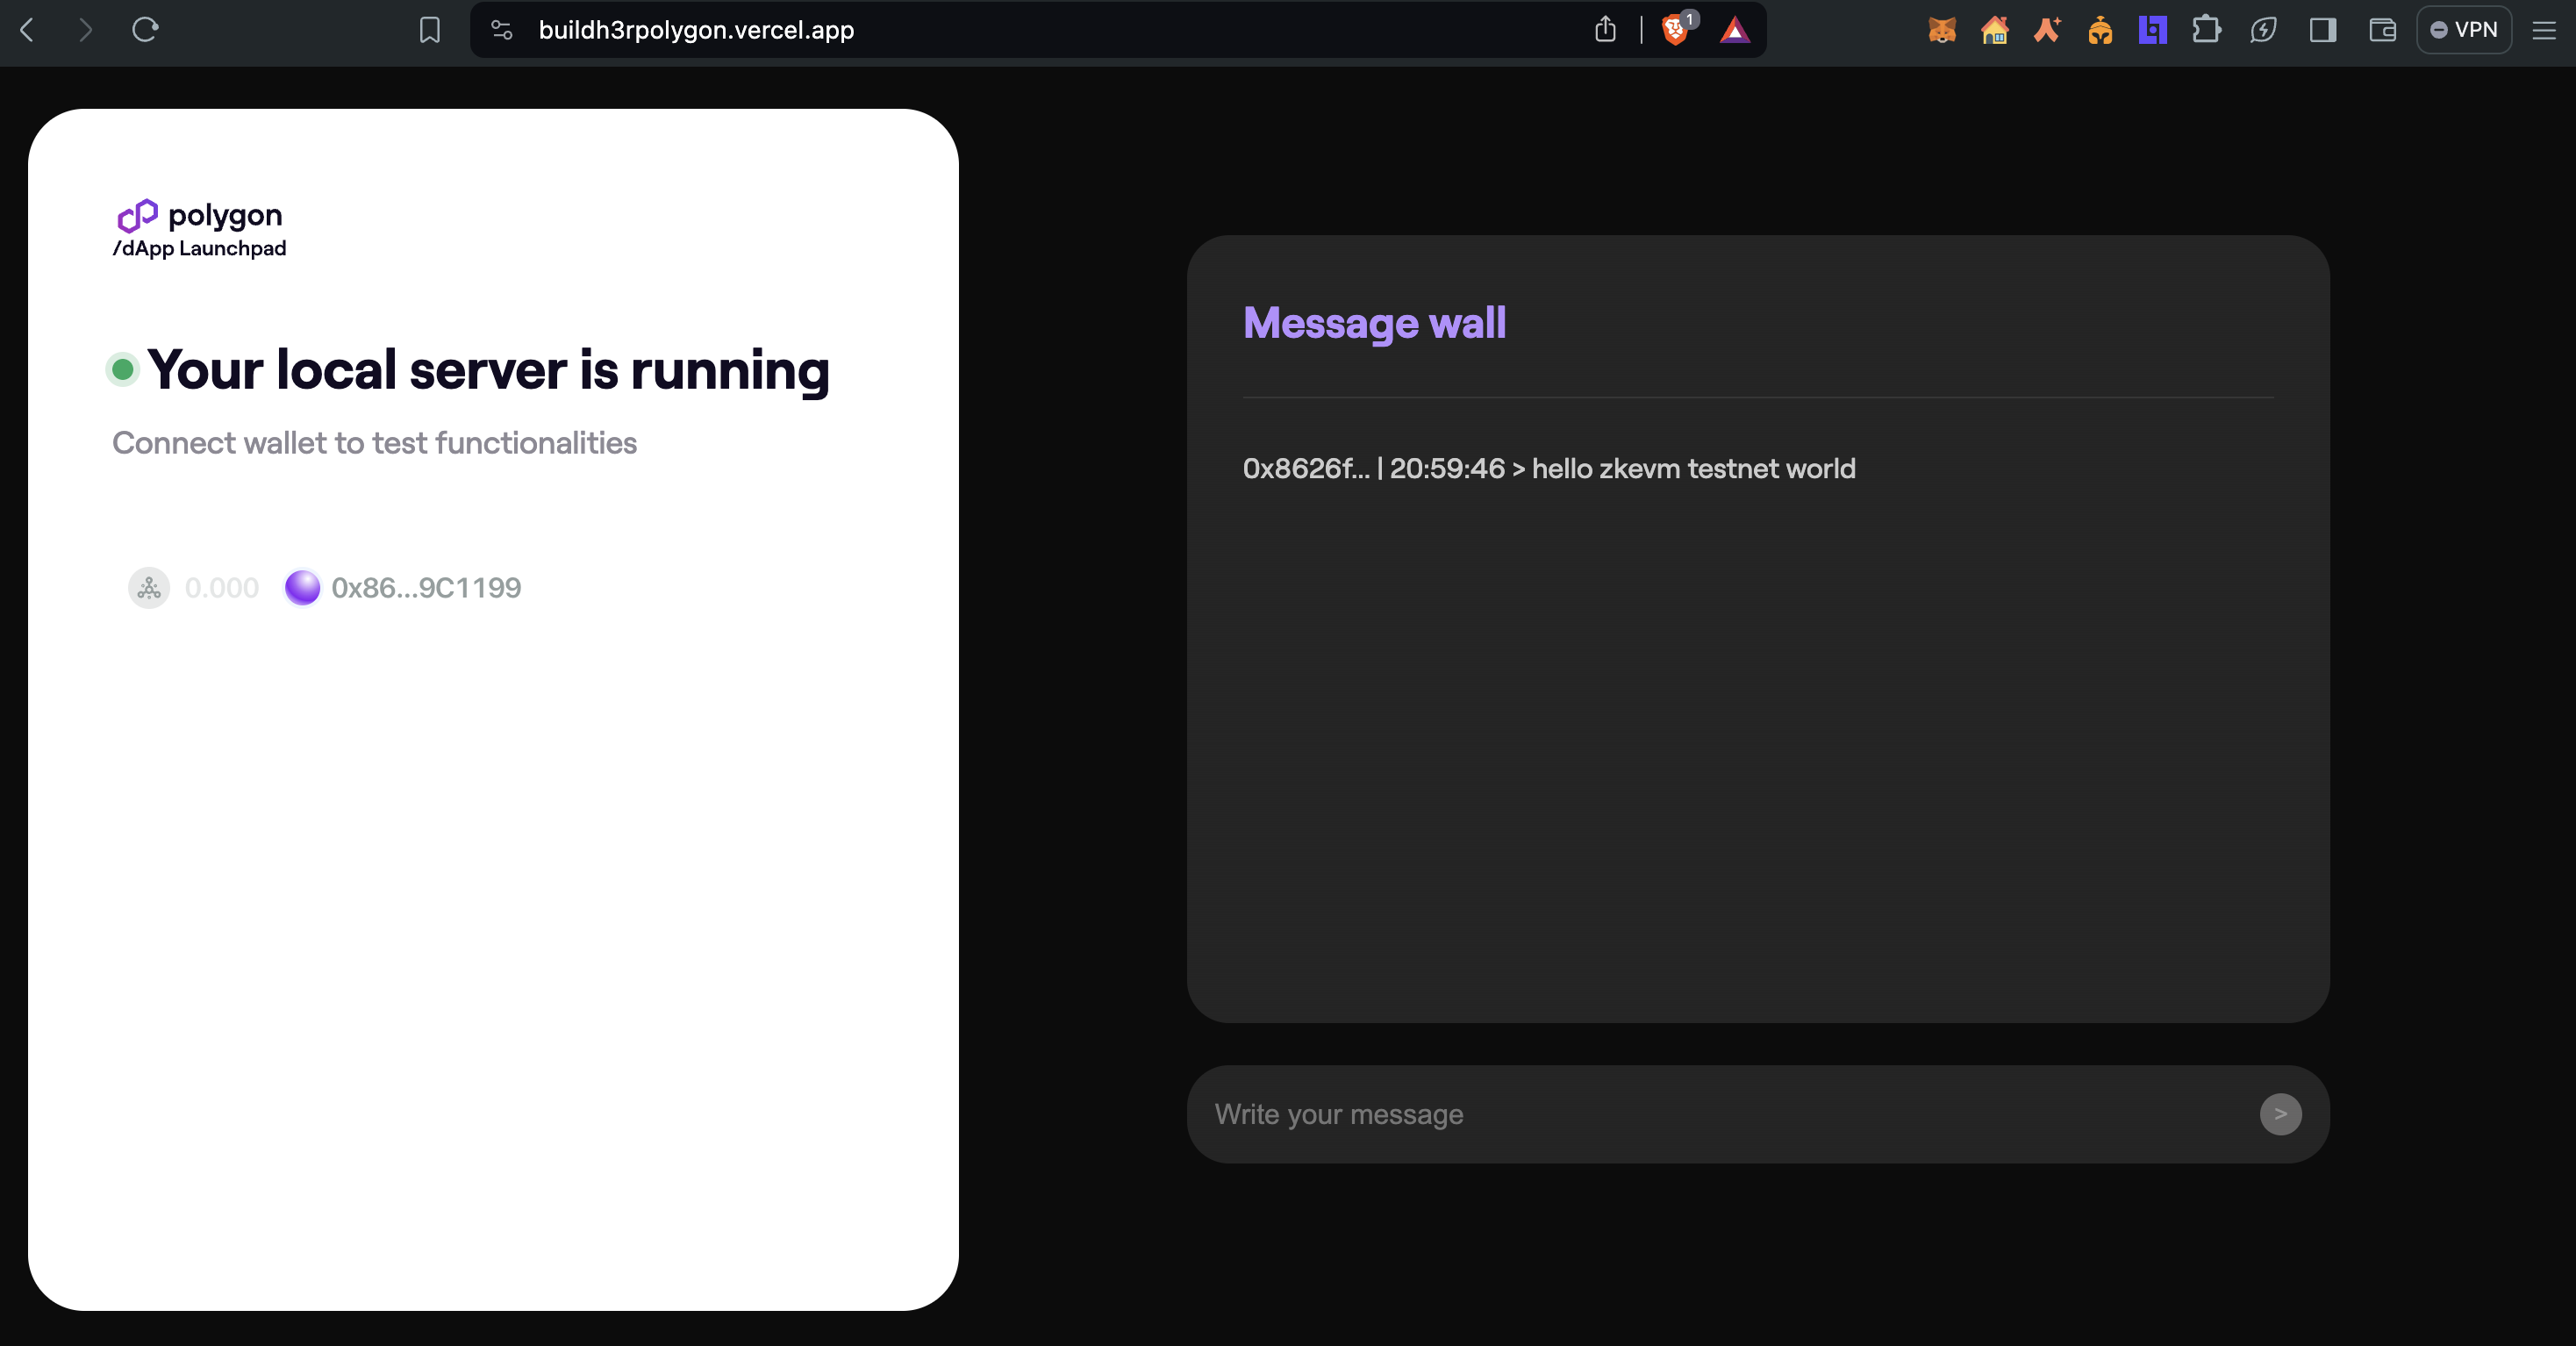 buildh3rpolygon.vercel.app
1
VPN
polygon
/dApp Launchpad
Your local server is running
Connect wallet to test functionalities
0.000 0x86...9C1199
Message wall
0x8626f... | 20:59:46 > hello zkevm testnet world
Write your message
>